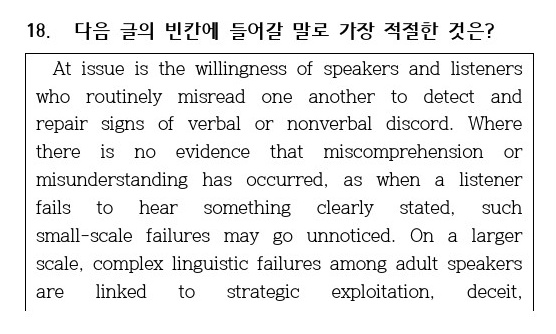 18. 다음 글의 빈칸에 들어갈 말로 가장 적절한 것은?
At issue is the willingness of speakers and listeners
who routinely misread one another to detect and
repair signs of verbal or nonverbal discord. Where
there is no evidence that miscomprehension or
misunderstanding has occurred, as when a listener
fails to hear something clearly stated, such
small-scale failures may go unnoticed. On a larger
scale, complex linguistic failures among adult speakers
are linked to strategic exploitation, deceit,